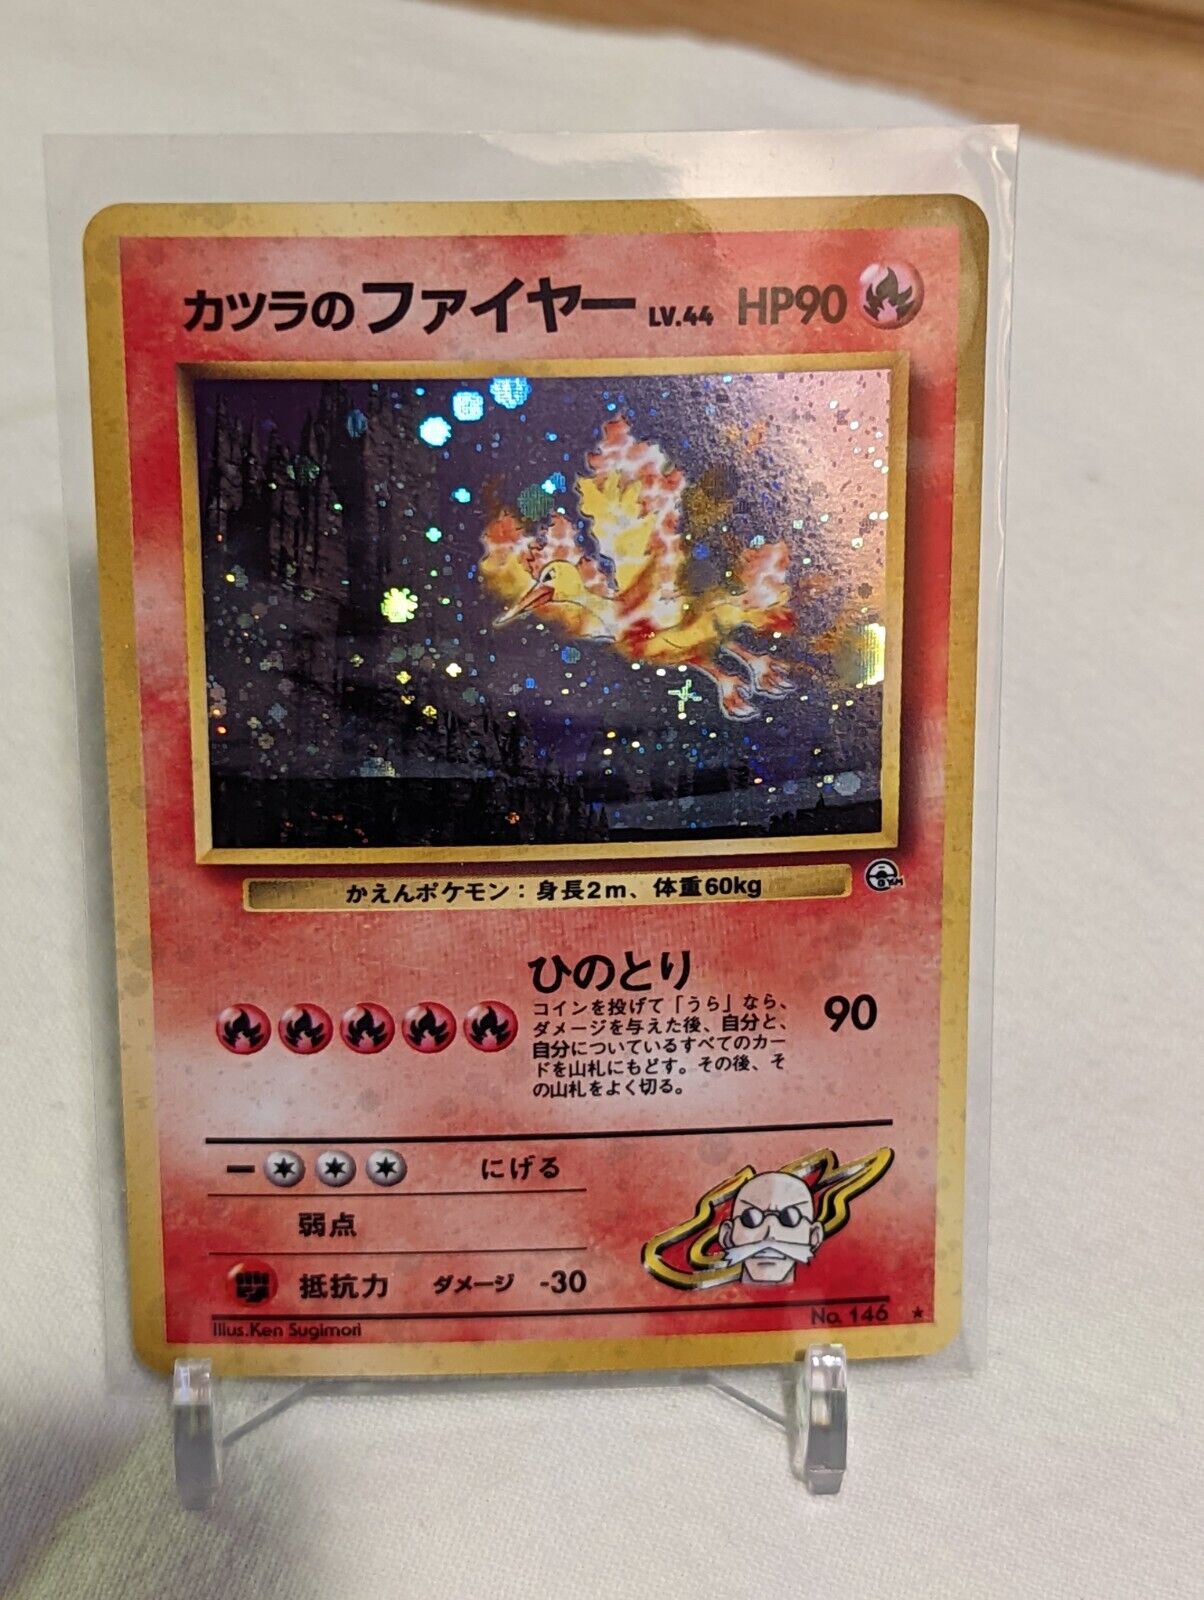 カツラのファイヤー LV.44 HP90
かえんポケモン：身長2m、体重60kg
ひのとり
コインを投げて「うら」なら、
ダメージを与えた後、自分と、
自分についているすべてのカー
ドを山札にもどす。その後、そ
の山札をよく切る。
90
ー にげる
弱点
抵抗力 ダメージ -30
Illus.Ken Sugimori
No. 146 ★